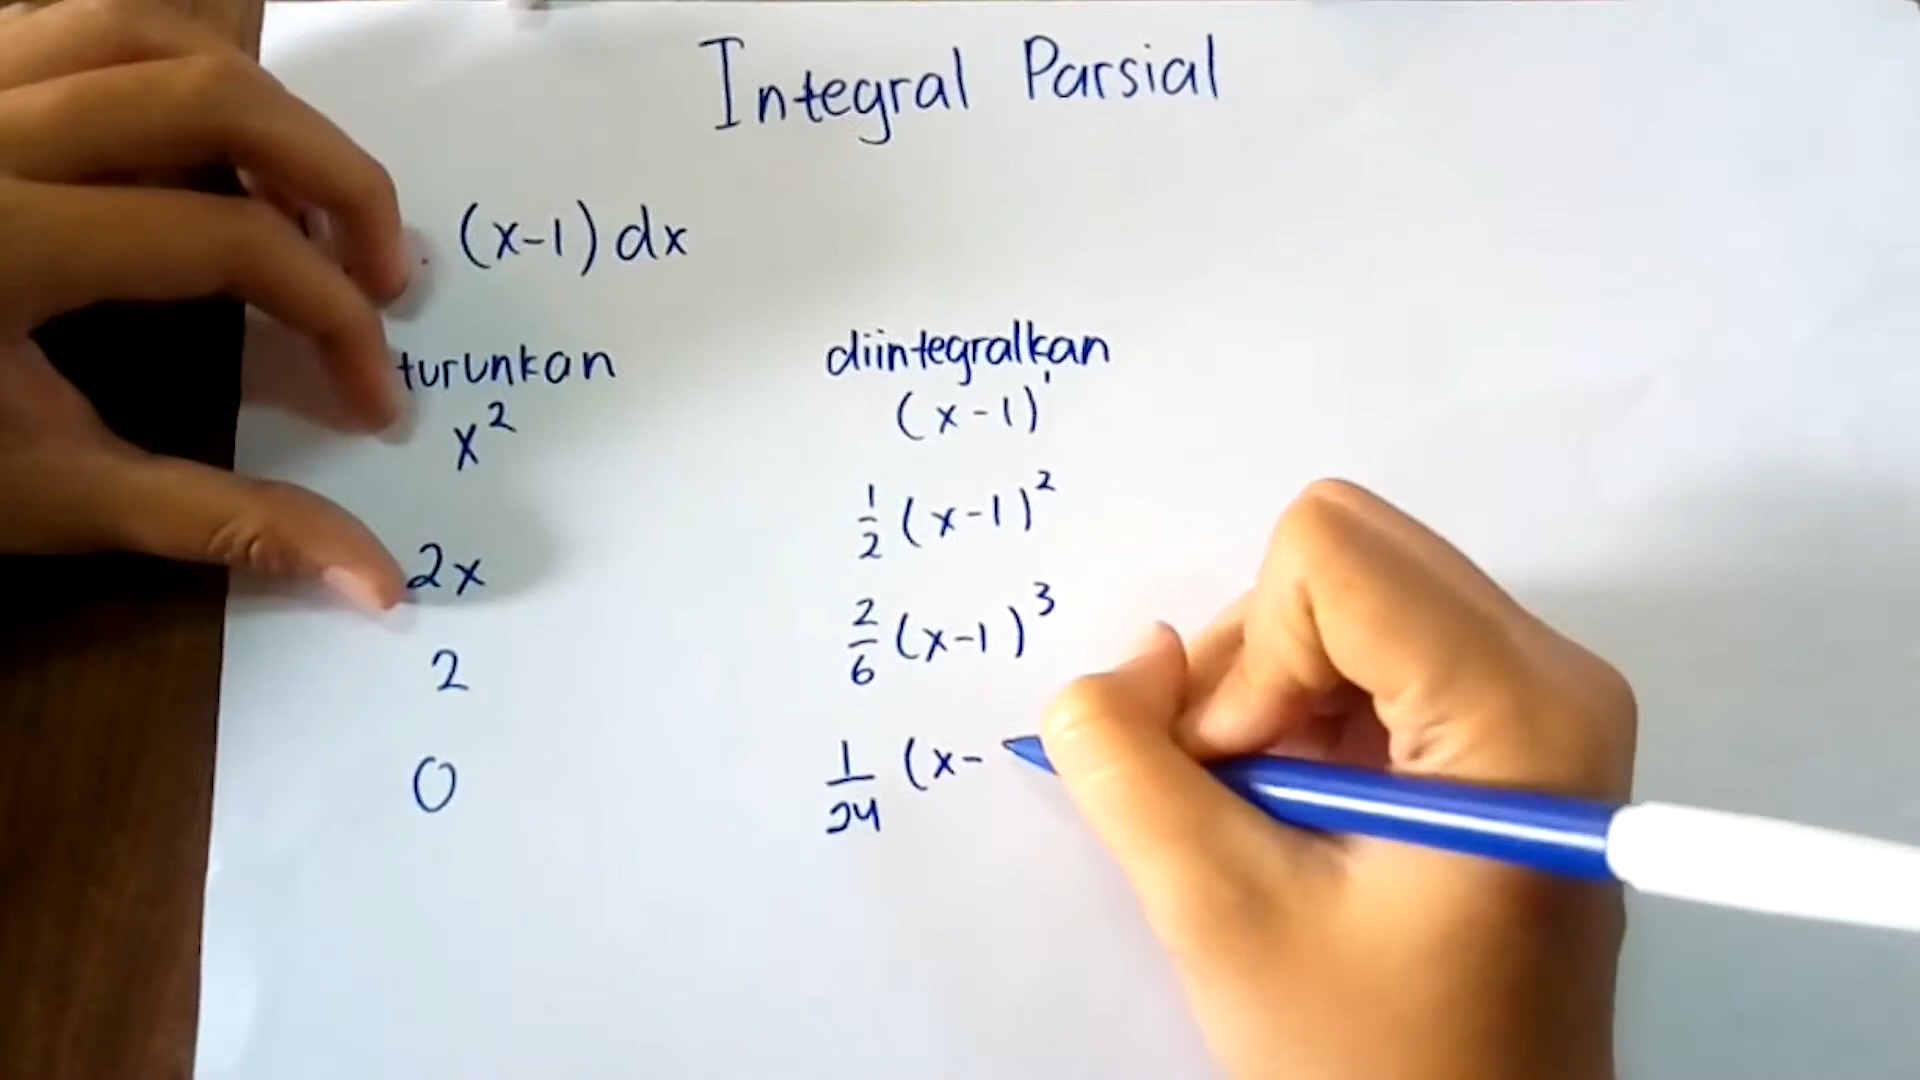 Integral Parsial
. (x-1) dx
turunkan diintegralkan
x² (x-1)¹
2x ½ (x-1)²
2 2/6 (x-1)³
0 1/24 (x-